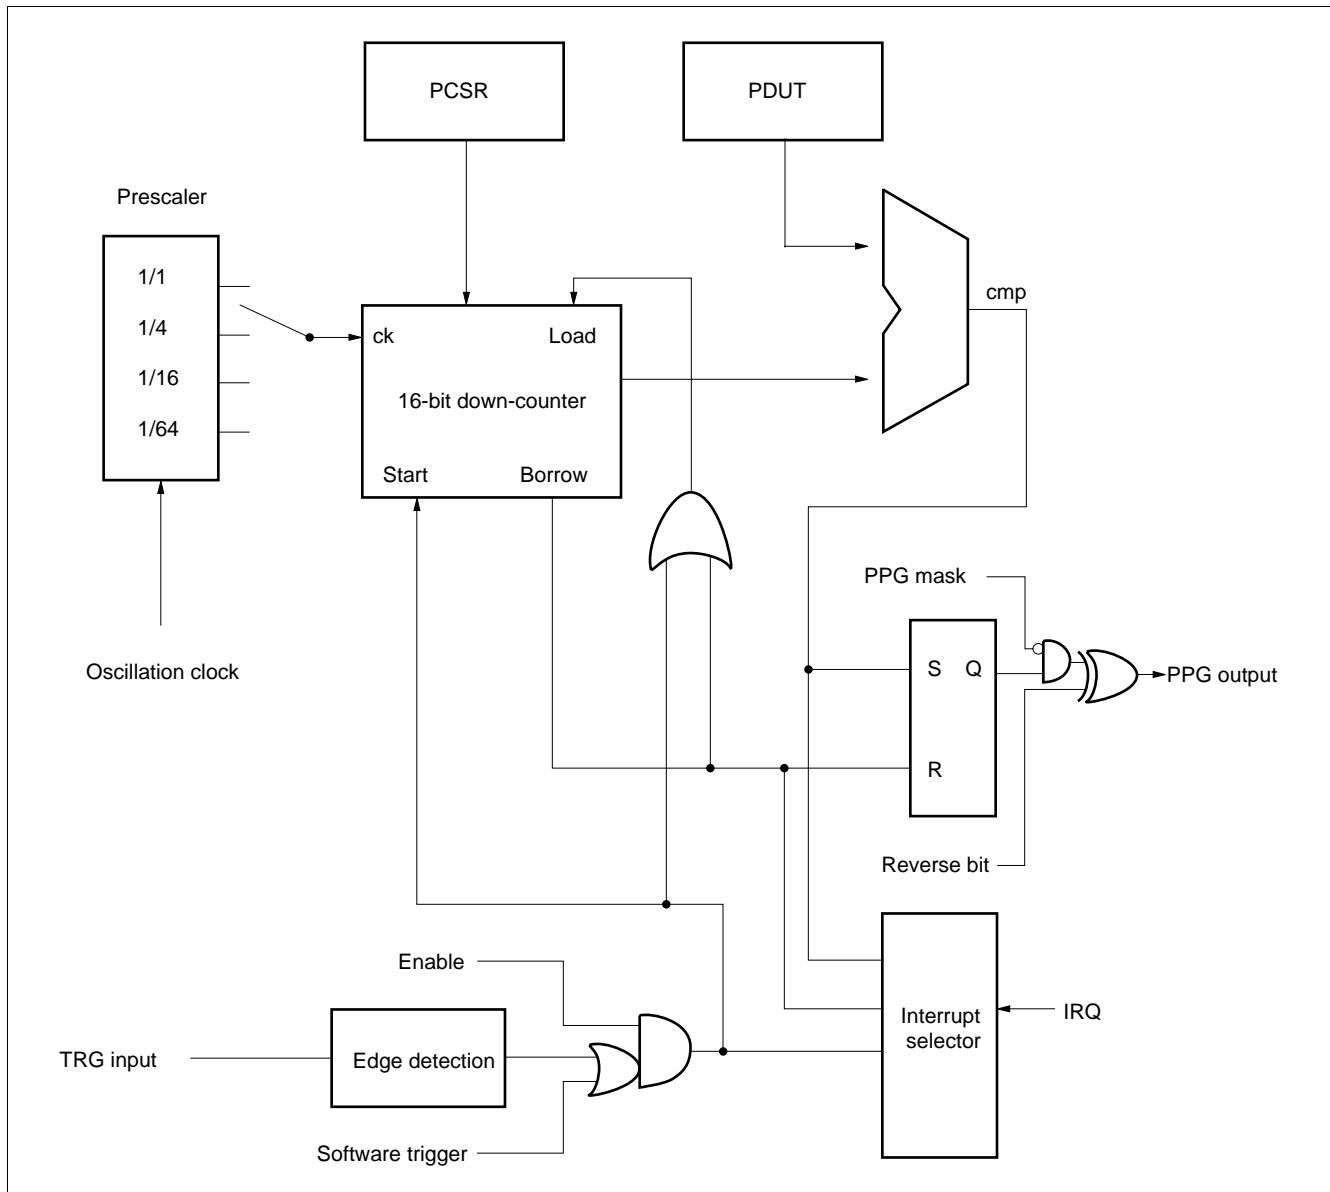 PCSR
PDUT
Prescaler
1/1
1/4
1/16
1/64
ck
Load
16-bit down-counter
Start
Borrow
cmp
Oscillation clock
PPG mask
S
Q
R
PPG output
Reverse bit
Enable
TRG input
Edge detection
Software trigger
Interrupt
selector
IRQ